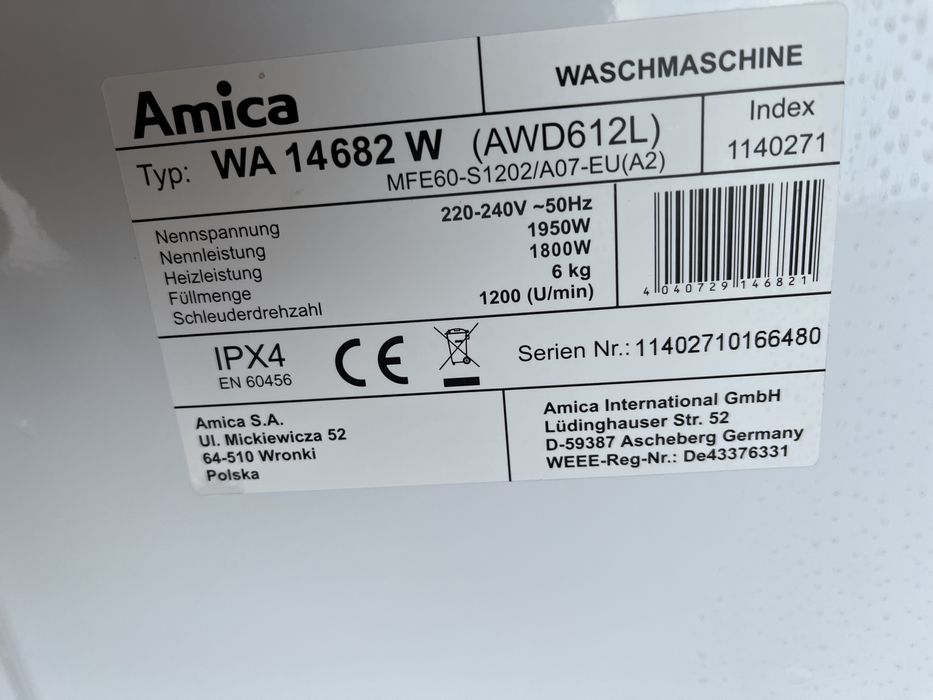 Amica
WASCHMASCHINE
Typ: WA 14682 W (AWD612L)
MFE60-S1202/A07-EU(A2)
Index
1140271
Nennspannung 220-240V ~50Hz
Nennleistung 1950W
Heizleistung 1800W
Füllmenge 6 kg
Schleuderdrehzahl 1200 (U/min)
4 040729 146821
IPX4
EN 60456
CE
Serien Nr.: 11402710166480
Amica S.A.
Ul. Mickiewicza 52
64-510 Wronki
Polska
Amica International GmbH
Lüdinghauser Str. 52
D-59387 Ascheberg Germany
WEEE-Reg-Nr.: De43376331